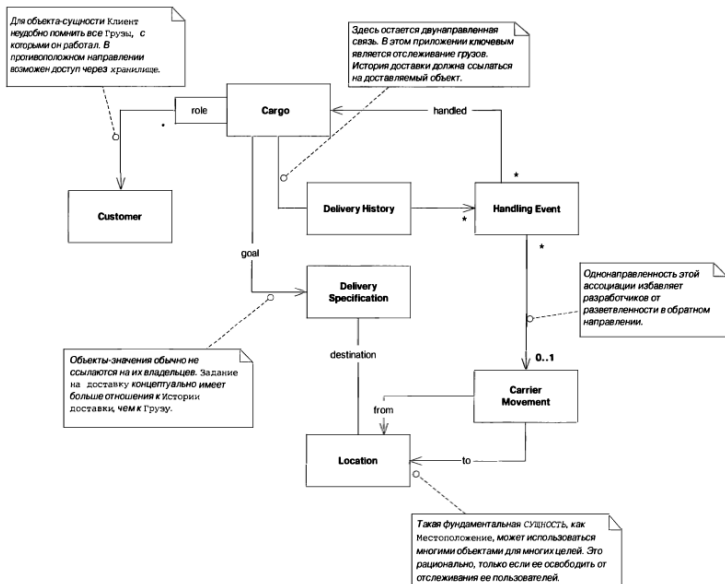 Для объекта-сущности Клиент
неудобно помнить все Грузы, с
которыми он работал. В
противоположном направлении
возможен доступ через хранилище.
Здесь остается двунаправленная
связь. В этом приложении ключевым
является отслеживание грузов.
История доставки должна ссылаться
на доставляемый объект.
role
Cargo
handled
*
Customer
Delivery History
*
*
Handling Event
*
goal
Delivery
Specification
Однонаправленность этой
ассоциации избавляет
разработчиков от
разветвленности в обратном
направлении.
destination
0..1
Объекты-значения обычно не
ссылаются на их владельцев. Задание
на доставку концептуально имеет
больше отношения к Истории
доставки, чем к Грузу.
Carrier
Movement
from
Location
to
Такая фундаментальная СУЩНОСТЬ, как
Местоположение, может использоваться
многими объектами для многих целей. Это
рационально, только если ее освободить от
отслеживания ее пользователей.